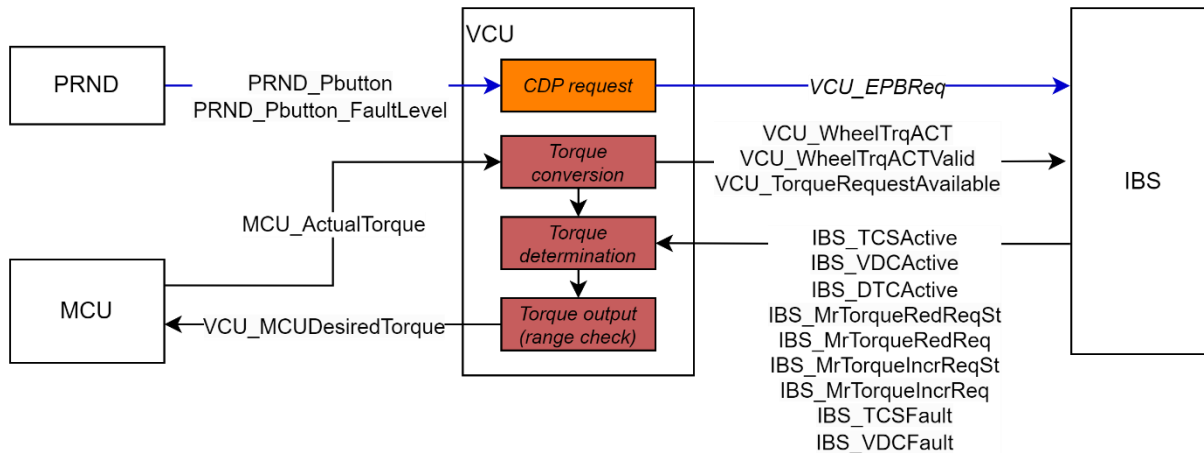 VCU
PRND
PRND_Pbutton
PRND_Pbutton_FaultLevel
CDP request
VCU_EPBReq
IBS
VCU_WheelTrqACT
VCU_WheelTrqACTValid
VCU_TorqueRequestAvailable
Torque
conversion
MCU_ActualTorque
Torque
determination
IBS_TCSActive
IBS_VDCActive
IBS_DTCActive
IBS_MrTorqueRedReqSt
IBS_MrTorqueRedReq
IBS_MrTorqueIncrReqSt
IBS_MrTorqueIncrReq
IBS_TCSFault
IBS_VDCFault
MCU
VCU_MCUDesiredTorque
Torque output
(range check)